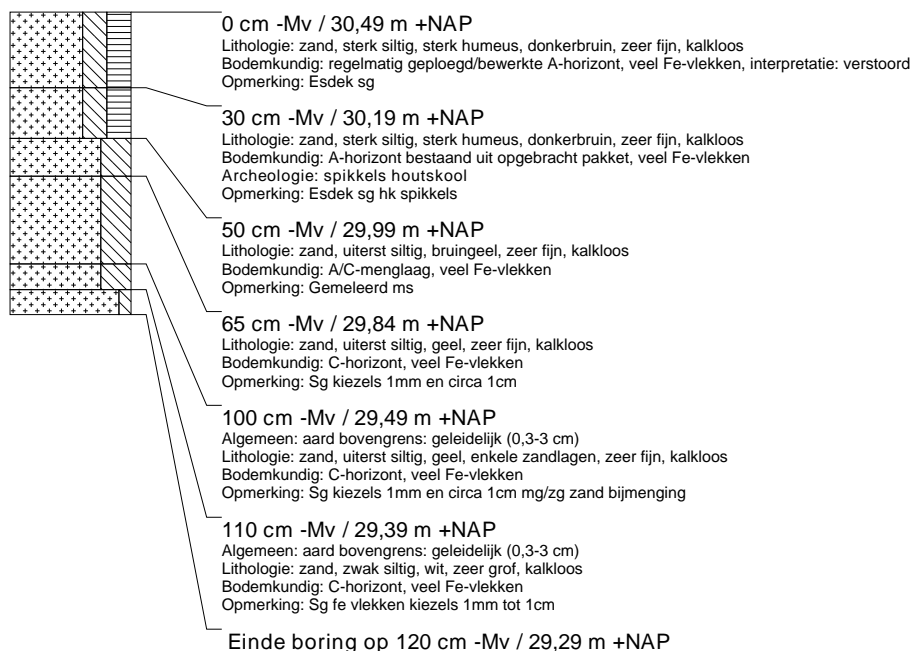 0 cm -Mv / 30,49 m +NAP
Lithologie: zand, sterk siltig, sterk humeus, donkerbruin, zeer fijn, kalkloos
Bodemkundig: regelmatig geploegd/bewerkte A-horizont, veel Fe-vlekken, interpretatie: verstoord
Opmerking: Esdek sg
30 cm -Mv / 30,19 m +NAP
Lithologie: zand, sterk siltig, sterk humeus, donkerbruin, zeer fijn, kalkloos
Bodemkundig: A-horizont bestaand uit opgebracht pakket, veel Fe-vlekken
Archeologie: spikkels houtskool
Opmerking: Esdek sg hk spikkels
50 cm -Mv / 29,99 m +NAP
Lithologie: zand, uiterst siltig, bruingeel, zeer fijn, kalkloos
Bodemkundig: A/C-menglaag, veel Fe-vlekken
Opmerking: Gemeleerd ms
65 cm -Mv / 29,84 m +NAP
Lithologie: zand, uiterst siltig, geel, zeer fijn, kalkloos
Bodemkundig: C-horizont, veel Fe-vlekken
Opmerking: Sg kiezels 1mm en circa 1cm
100 cm -Mv / 29,49 m +NAP
Algemeen: aard bovengrens: geleidelijk (0,3-3 cm)
Lithologie: zand, uiterst siltig, geel, enkele zandlagen, zeer fijn, kalkloos
Bodemkundig: C-horizont, veel Fe-vlekken
Opmerking: Sg kiezels 1mm en circa 1cm mg/zg zand bijmenging
110 cm -Mv / 29,39 m +NAP
Algemeen: aard bovengrens: geleidelijk (0,3-3 cm)
Lithologie: zand, zwak siltig, wit, zeer grof, kalkloos
Bodemkundig: C-horizont, veel Fe-vlekken
Opmerking: Sg fe vlekken kiezels 1mm tot 1cm
Einde boring op 120 cm -Mv / 29,29 m +NAP